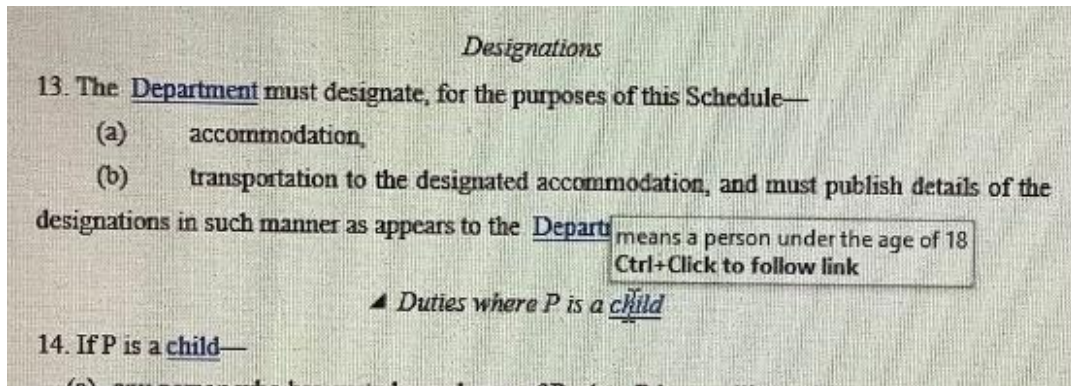 Designations
13. The Department must designate, for the purposes of this Schedule—
(a) accommodation,
(b) transportation to the designated accommodation, and must publish details of the
designations in such manner as appears to the
means a person under the age of 18
Ctrl+Click to follow link
Duties where P is a child
14. If P is a child—